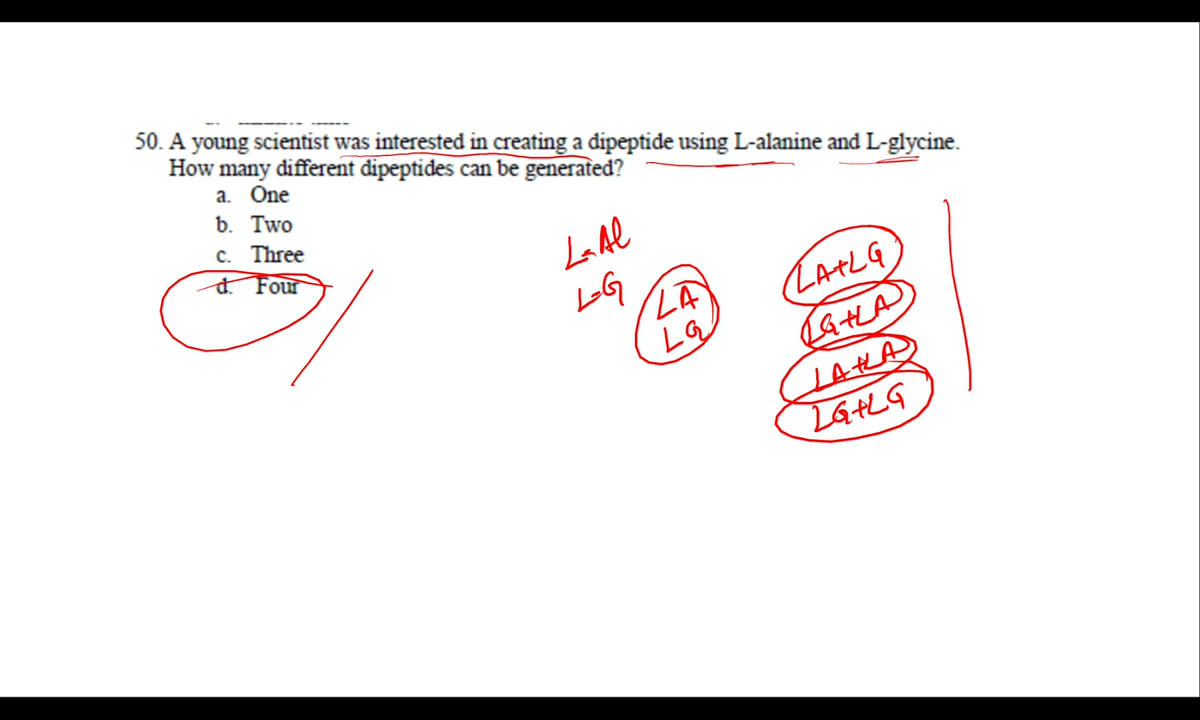 50. A young scientist was interested in creating a dipeptide using L-alanine and L-glycine.
How many different dipeptides can be generated?
a. One
b. Two
c. Three
d. Four
L-Al
L-G
LA
LG
LA+LG
LG+LA
LA+LA
LG+LG